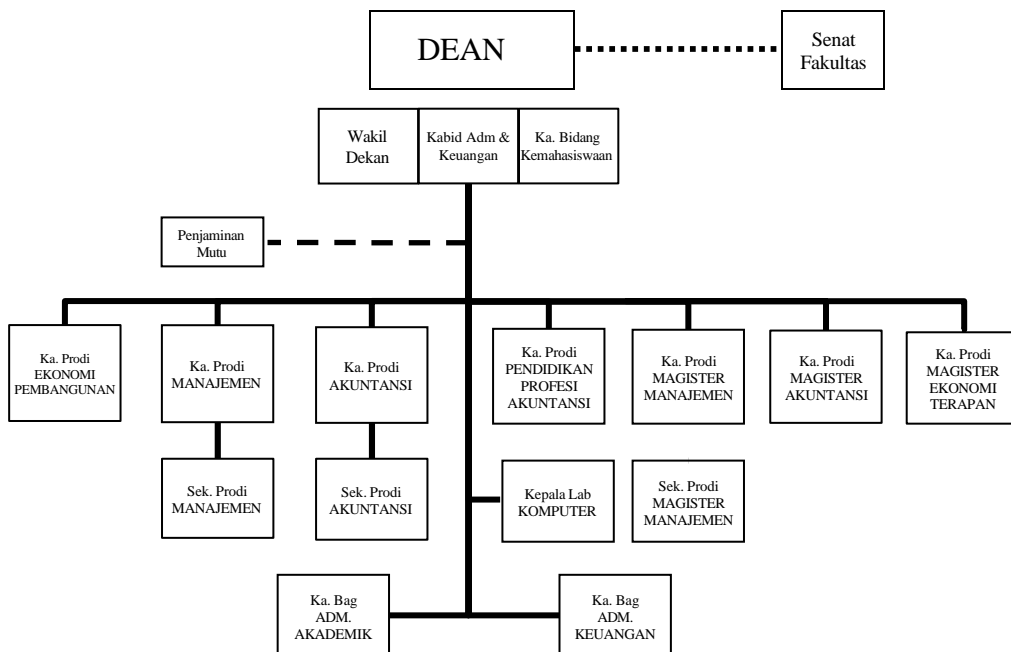 DEAN
Senat
Fakultas
Wakil
Dekan
Kabid Adm &
Keuangan
Ka. Bidang
Kemahasiswaan
Penjaminan
Mutu
Ka. Prodi
EKONOMI
PEMBANGUNAN
Ka. Prodi
MANAJEMEN
Ka. Prodi
AKUNTANSI
Ka. Prodi
PENDIDIKAN
PROFESI
AKUNTANSI
Ka. Prodi
MAGISTER
MANAJEMEN
Ka. Prodi
MAGISTER
AKUNTANSI
Ka. Prodi
MAGISTER
EKONOMI
TERAPAN
Sek. Prodi
MANAJEMEN
Sek. Prodi
AKUNTANSI
Kepala Lab
KOMPUTER
Sek. Prodi
MAGISTER
MANAJEMEN
Ka. Bag
ADM.
AKADEMIK
Ka. Bag
ADM.
KEUANGAN